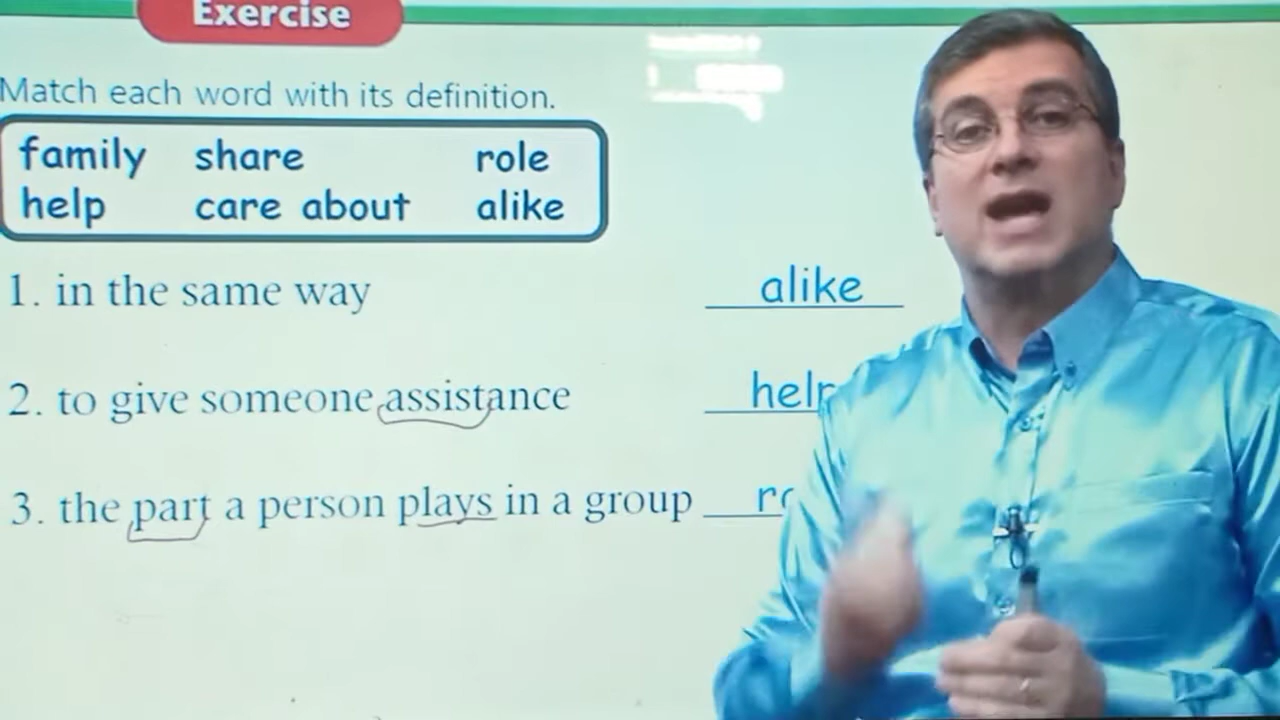 Exercise
Match each word with its definition.
family share role
help care about alike
1. in the same way alike
2. to give someone assistance
3. the part a person plays in a group